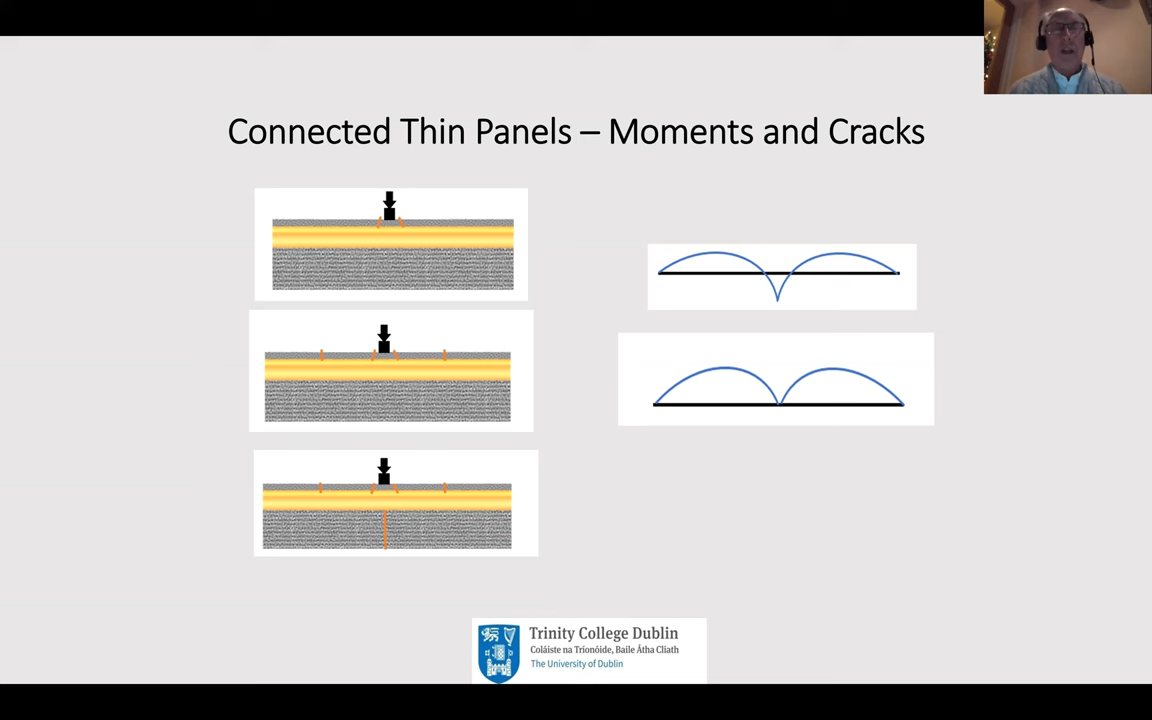 Connected Thin Panels – Moments and Cracks
Trinity College Dublin
Coláiste na Tríonóide, Baile Átha Cliath
The University of Dublin